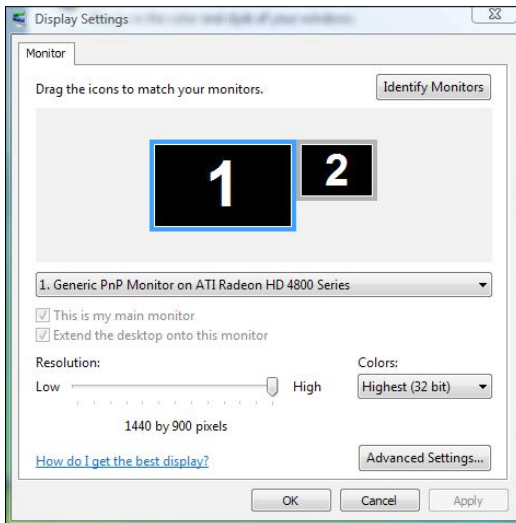 Display Settings
Monitor
Drag the icons to match your monitors.
Identify Monitors
1
2
1. Generic PnP Monitor on ATI Radeon HD 4800 Series
This is my main monitor
Extend the desktop onto this monitor
Resolution:
Colors:
Low
High
Highest (32 bit)
1440 by 900 pixels
How do I get the best display?
Advanced Settings...
OK
Cancel
Apply